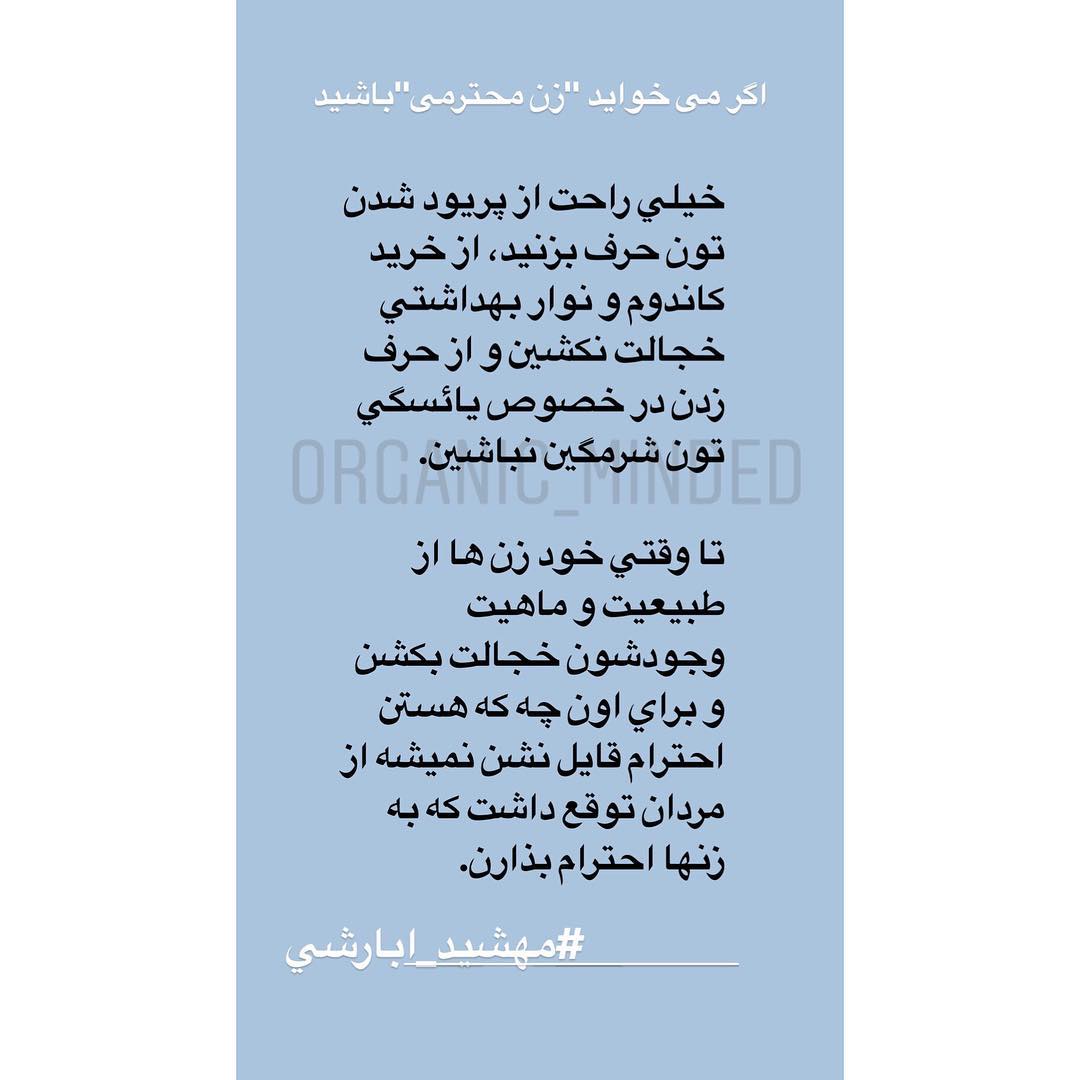 اگر می خواید "زن محترمی"باشید
خيلي راحت از پريود شدن
تون حرف بزنيد، از خريد
كاندوم و نوار بهداشتي
خجالت نكشين و از حرف
زدن در خصوص يائسگي
تون شرمگين نباشين.
ORGANIC_MINDED
تا وقتي خود زن ها از
طبيعيت و ماهيت
وجودشون خجالت بكشن
و براي اون چه كه هستن
احترام قايل نشن نميشه از
مردان توقع داشت كه به
زنها احترام بذارن.
#مهشيد_ابارشي